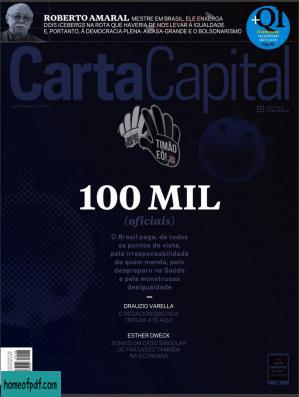 ROBERTO AMARAL MESTRE EM BRASIL, ELE ENXERGA
DOIS ICEBERGS NA ROTA QUE HAVERIA DE NOS LEVAR À IGUALDADE
E, PORTANTO, À DEMOCRACIA PLENA: A CASA-GRANDE E O BOLSONARISMO
+QI
CartaCapital
TIMÃO
EÔ!
100 MIL
(oficiais)
O Brasil paga, de todos
os pontos de vista,
pela irresponsabilidade
de quem manda, pelo
despreparo na Saúde
e pela monstruosa
desigualdade
DRAUZIO VARELLA
O NEGACIONISMO NOS
TROUXE ATÉ AQUI
ESTHER DWECK
SOMOS UM CASO SINGULAR
DE FRACASSO TAMBÉM
NA ECONOMIA
homeofpdf.com